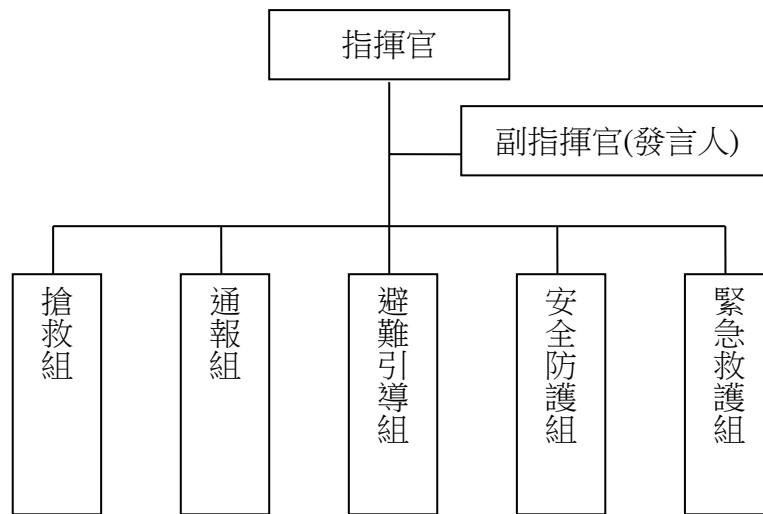 指揮官
副指揮官(發言人)
搶救組
通報組
避難引導組
安全防護組
緊急救護組